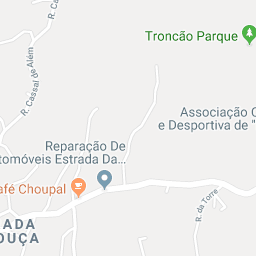 Troncão Parque
R. Cassal de Além
Associação C
e Desportiva de "
Reparação De
tomóveis Estrada Da...
afé Choupal
R. da Torre
ADA
OUÇA